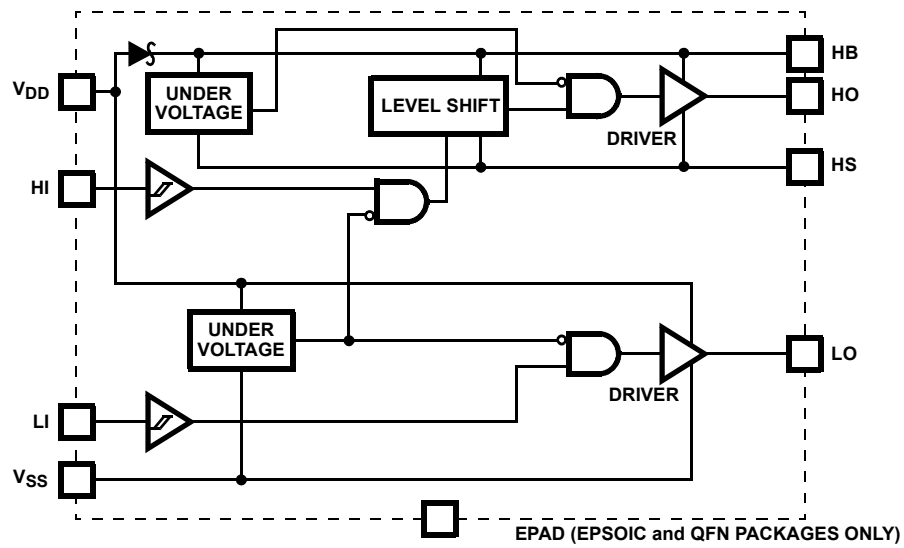 HB
VDD
UNDER
VOLTAGE
LEVEL SHIFT
HO
DRIVER
HI
HS
UNDER
VOLTAGE
LO
DRIVER
LI
VSS
EPAD (EPSOIC and QFN PACKAGES ONLY)